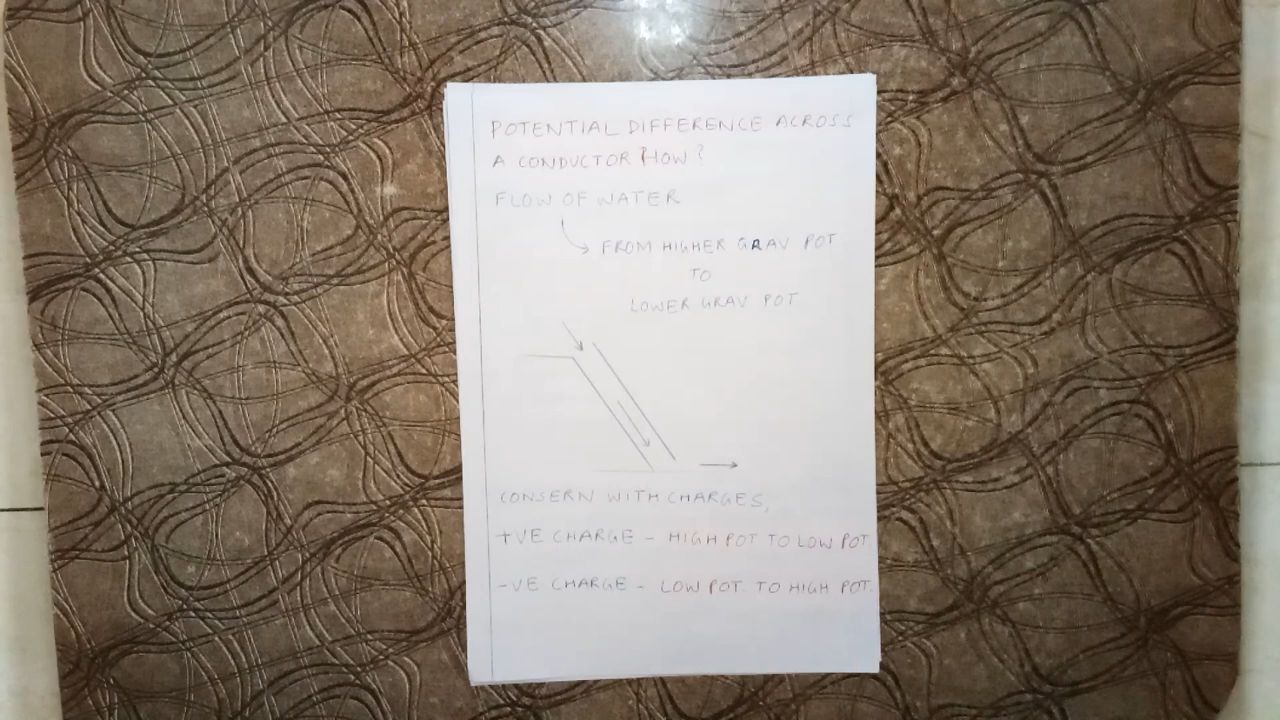 POTENTIAL DIFFERENCE ACROSS
A CONDUCTOR ? HOW ?
FLOW OF WATER
FROM HIGHER GRAV POT
TO
LOWER GRAV POT
CONSERN WITH CHARGES,
+VE CHARGE - HIGH POT TO LOW POT.
-VE CHARGE - LOW POT. TO HIGH POT.